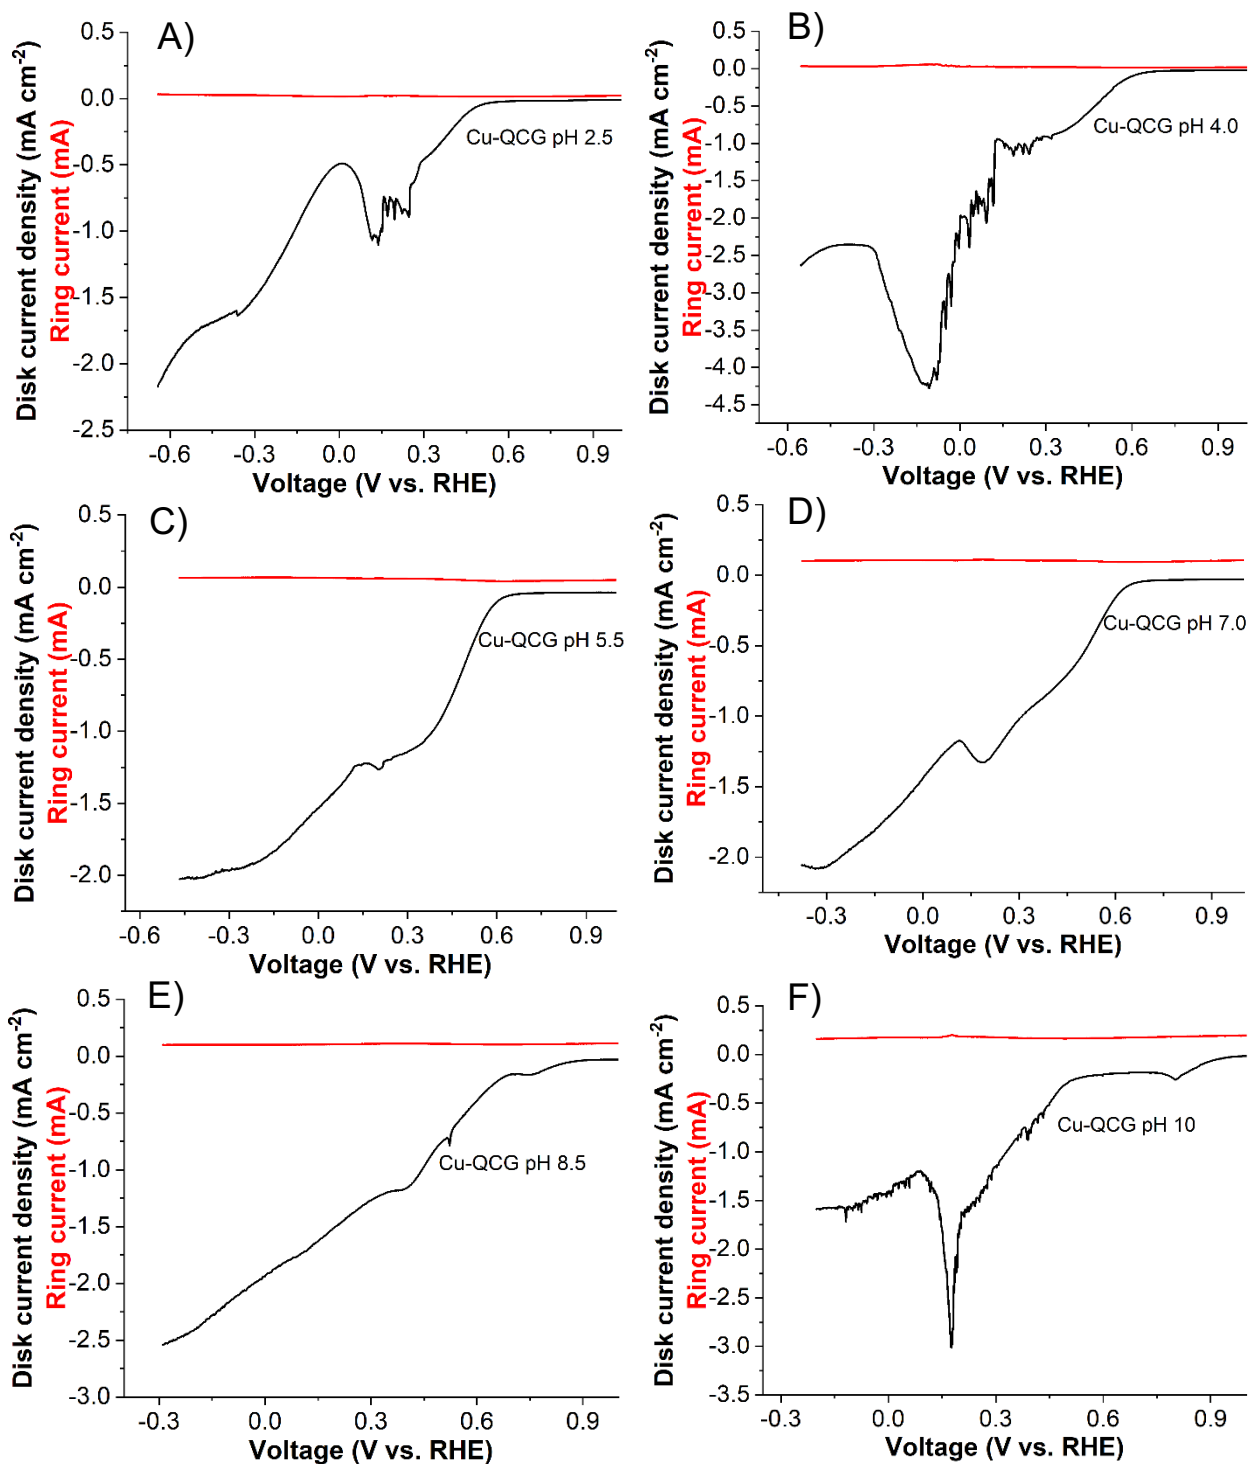 A)
Disk current density (mA cm-2)
Ring current (mA)
0.5
0.0
-0.5
-1.0
-1.5
-2.0
-2.5
Cu-QCG pH 2.5
-0.6 -0.3 0.0 0.3 0.6 0.9
Voltage (V vs. RHE)
B)
Disk current density (mA cm-2)
Ring current (mA)
0.5
0.0
-0.5
-1.0
-1.5
-2.0
-2.5
-3.0
-3.5
-4.0
-4.5
Cu-QCG pH 4.0
-0.6 -0.3 0.0 0.3 0.6 0.9
Voltage (V vs. RHE)
C)
Disk current density (mA cm-2)
Ring current (mA)
0.5
0.0
-0.5
-1.0
-1.5
-2.0
Cu-QCG pH 5.5
-0.6 -0.3 0.0 0.3 0.6 0.9
Voltage (V vs. RHE)
D)
Disk current density (mA cm-2)
Ring current (mA)
0.5
0.0
-0.5
-1.0
-1.5
-2.0
Cu-QCG pH 7.0
-0.3 0.0 0.3 0.6 0.9
Voltage (V vs. RHE)
E)
Disk current density (mA cm-2)
Ring current (mA)
0.5
0.0
-0.5
-1.0
-1.5
-2.0
-2.5
-3.0
Cu-QCG pH 8.5
-0.3 0.0 0.3 0.6 0.9
Voltage (V vs. RHE)
F)
Disk current density (mA cm-2)
Ring current (mA)
0.5
0.0
-0.5
-1.0
-1.5
-2.0
-2.5
-3.0
-3.5
Cu-QCG pH 10
-0.3 0.0 0.3 0.6 0.9
Voltage (V vs. RHE)